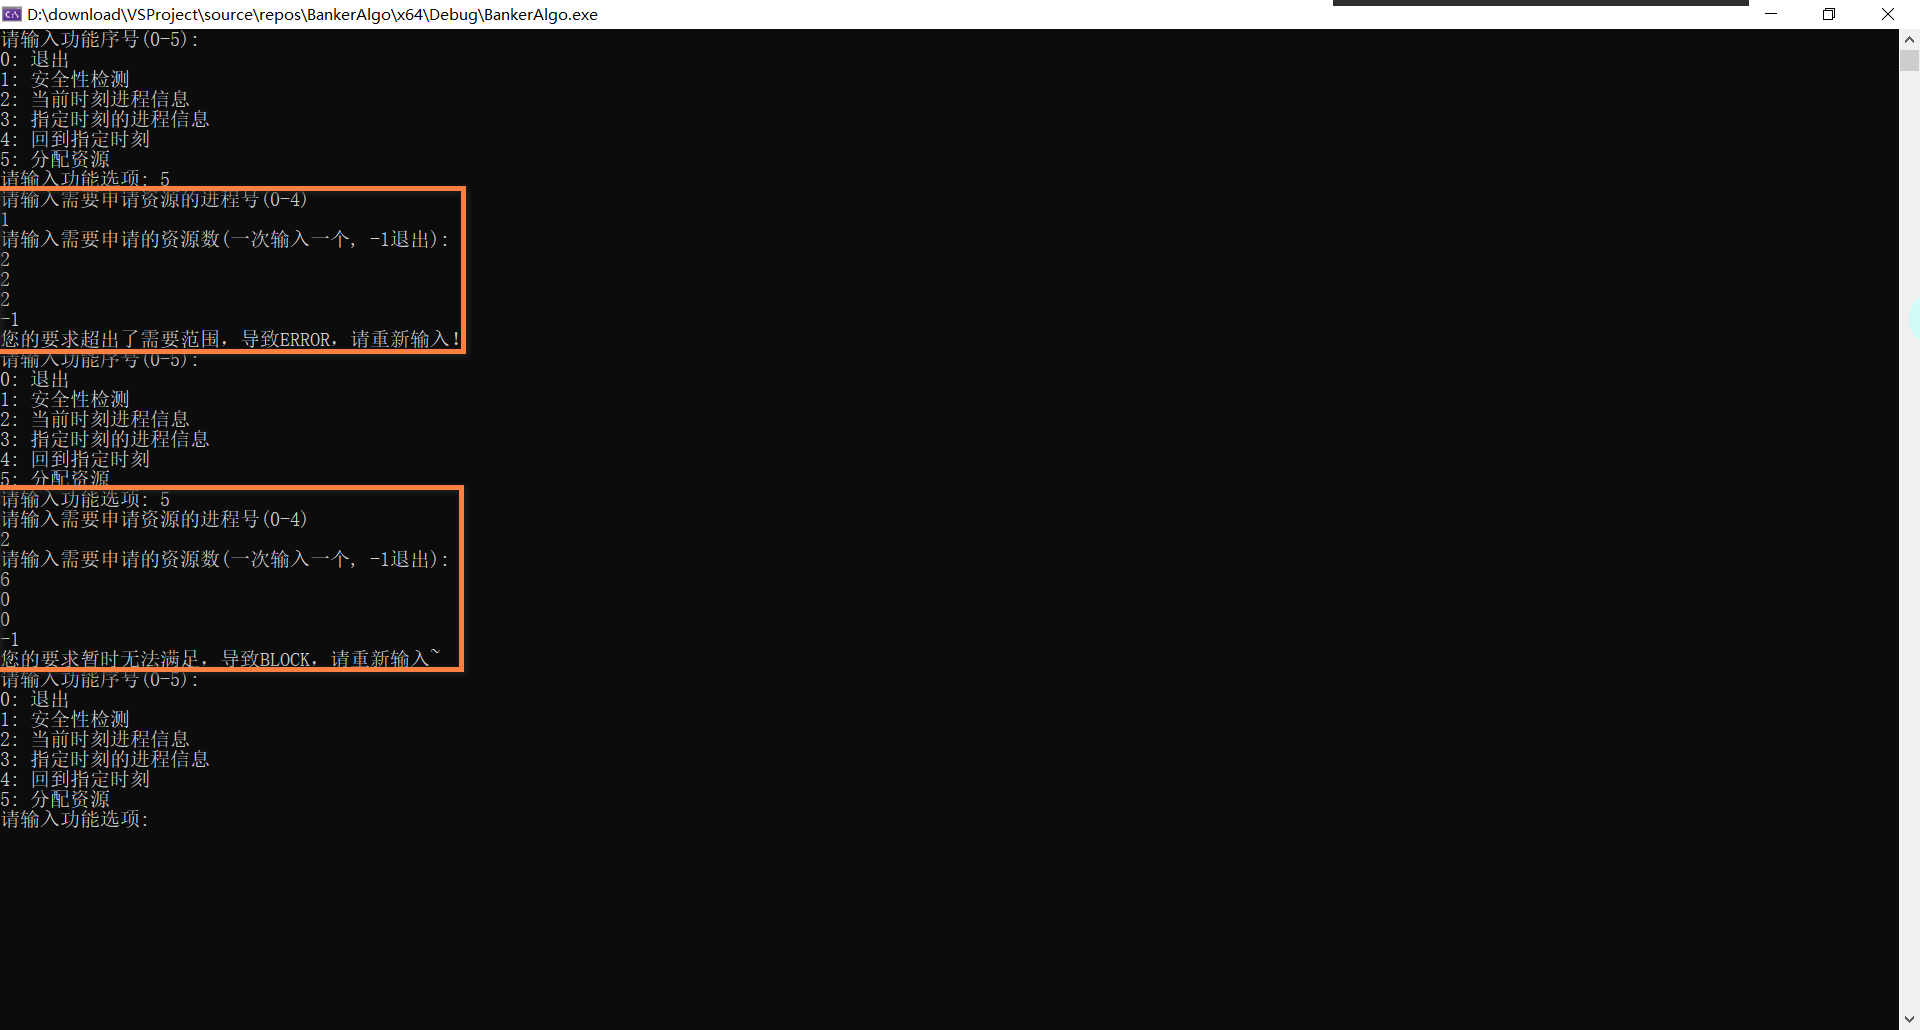 D:\download\VSProject\source\repos\BankerAlgo\x64\Debug\BankerAlgo.exe
请输入功能序号(0-5):
0: 退出
1: 安全性检测
2: 当前时刻进程信息
3: 指定时刻的进程信息
4: 回到指定时刻
5: 分配资源
请输入功能选项: 5
请输入需要申请资源的进程号(0-4)
1
请输入需要申请的资源数(一次输入一个, -1退出):
2
2
2
-1
您的要求超出了需要范围, 导致ERROR, 请重新输入!
请输入功能序号(0-5):
0: 退出
1: 安全性检测
2: 当前时刻进程信息
3: 指定时刻的进程信息
4: 回到指定时刻
5: 分配资源
请输入功能选项: 5
请输入需要申请资源的进程号(0-4)
2
请输入需要申请的资源数(一次输入一个, -1退出):
6
0
0
-1
您的要求暂时无法满足, 导致BLOCK, 请重新输入~
请输入功能序号(0-5):
0: 退出
1: 安全性检测
2: 当前时刻进程信息
3: 指定时刻的进程信息
4: 回到指定时刻
5: 分配资源
请输入功能选项: